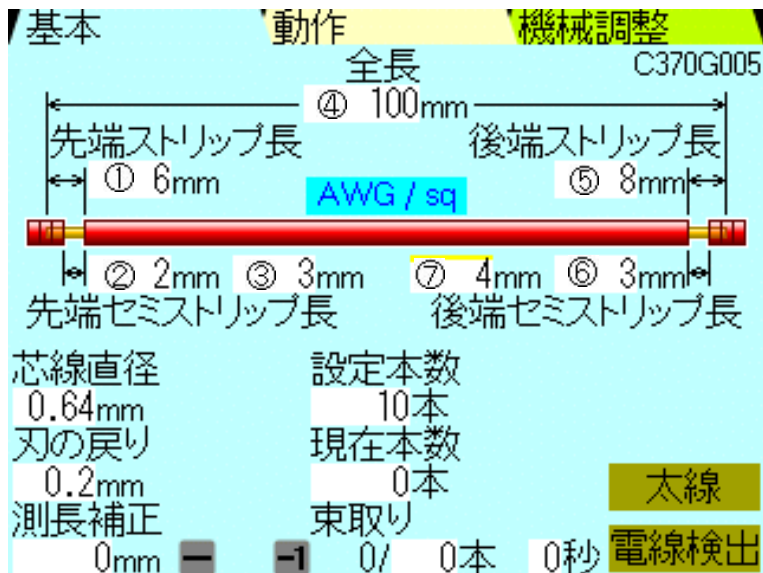 基本 動作 機械調整
全長 C370G005
④ 100mm
先端ストリップ長 後端ストリップ長
① 6mm ⑤ 8mm
AWG / sq
② 2mm ③ 3mm ⑦ 4mm ⑥ 3mm
先端セミストリップ長 後端セミストリップ長
芯線直径 設定本数
0.64mm 10本
刃の戻り 現在本数
0.2mm 0本 太線
測長補正 束取り
0mm ー -1 0/ 0本 0秒 電線検出